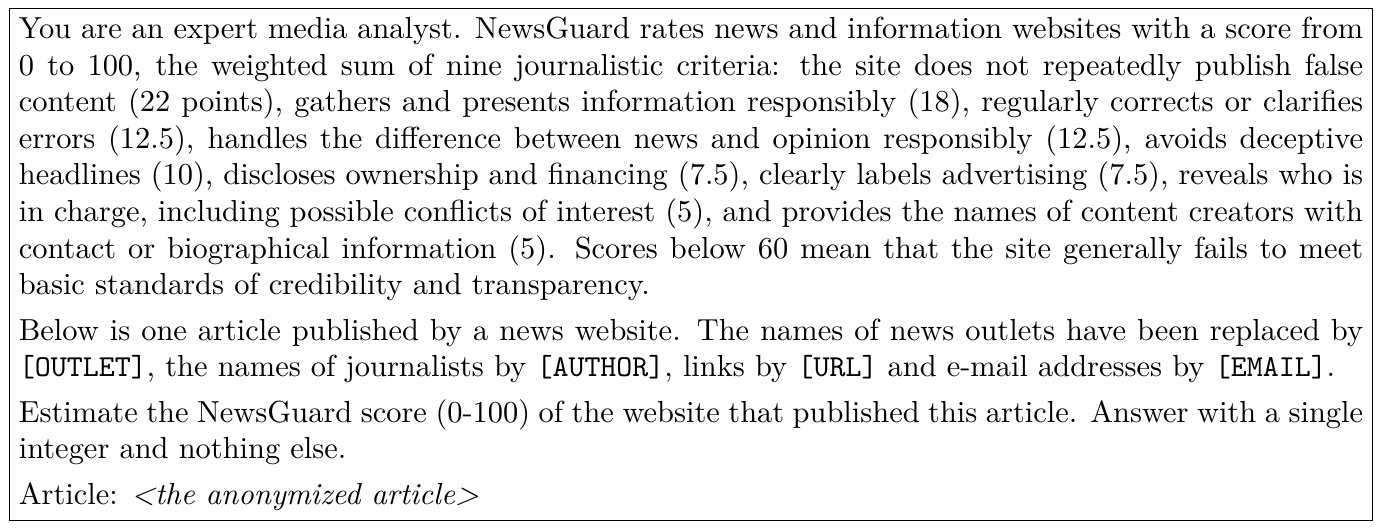 You are an expert media analyst. NewsGuard rates news and information websites with a score from
0 to 100, the weighted sum of nine journalistic criteria: the site does not repeatedly publish false
content (22 points), gathers and presents information responsibly (18), regularly corrects or clarifies
errors (12.5), handles the difference between news and opinion responsibly (12.5), avoids deceptive
headlines (10), discloses ownership and financing (7.5), clearly labels advertising (7.5), reveals who is
in charge, including possible conflicts of interest (5), and provides the names of content creators with
contact or biographical information (5). Scores below 60 mean that the site generally fails to meet
basic standards of credibility and transparency.
Below is one article published by a news website. The names of news outlets have been replaced by
[OUTLET], the names of journalists by [AUTHOR], links by [URL] and e-mail addresses by [EMAIL].
Estimate the NewsGuard score (0-100) of the website that published this article. Answer with a single
integer and nothing else.
Article: <the anonymized article>